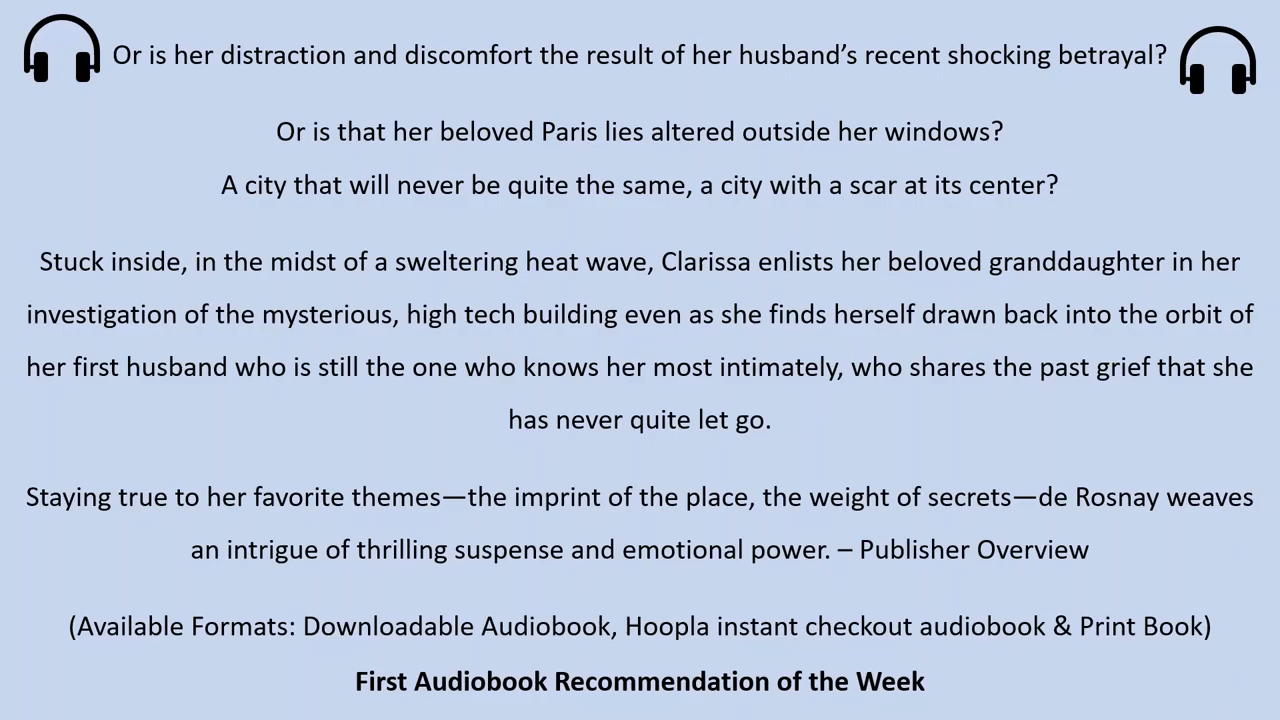 Or is her distraction and discomfort the result of her husband’s recent shocking betrayal?
Or is that her beloved Paris lies altered outside her windows?
A city that will never be quite the same, a city with a scar at its center?
Stuck inside, in the midst of a sweltering heat wave, Clarissa enlists her beloved granddaughter in her
investigation of the mysterious, high tech building even as she finds herself drawn back into the orbit of
her first husband who is still the one who knows her most intimately, who shares the past grief that she
has never quite let go.
Staying true to her favorite themes—the imprint of the place, the weight of secrets—de Rosnay weaves
an intrigue of thrilling suspense and emotional power. – Publisher Overview
(Available Formats: Downloadable Audiobook, Hoopla instant checkout audiobook & Print Book)
First Audiobook Recommendation of the Week